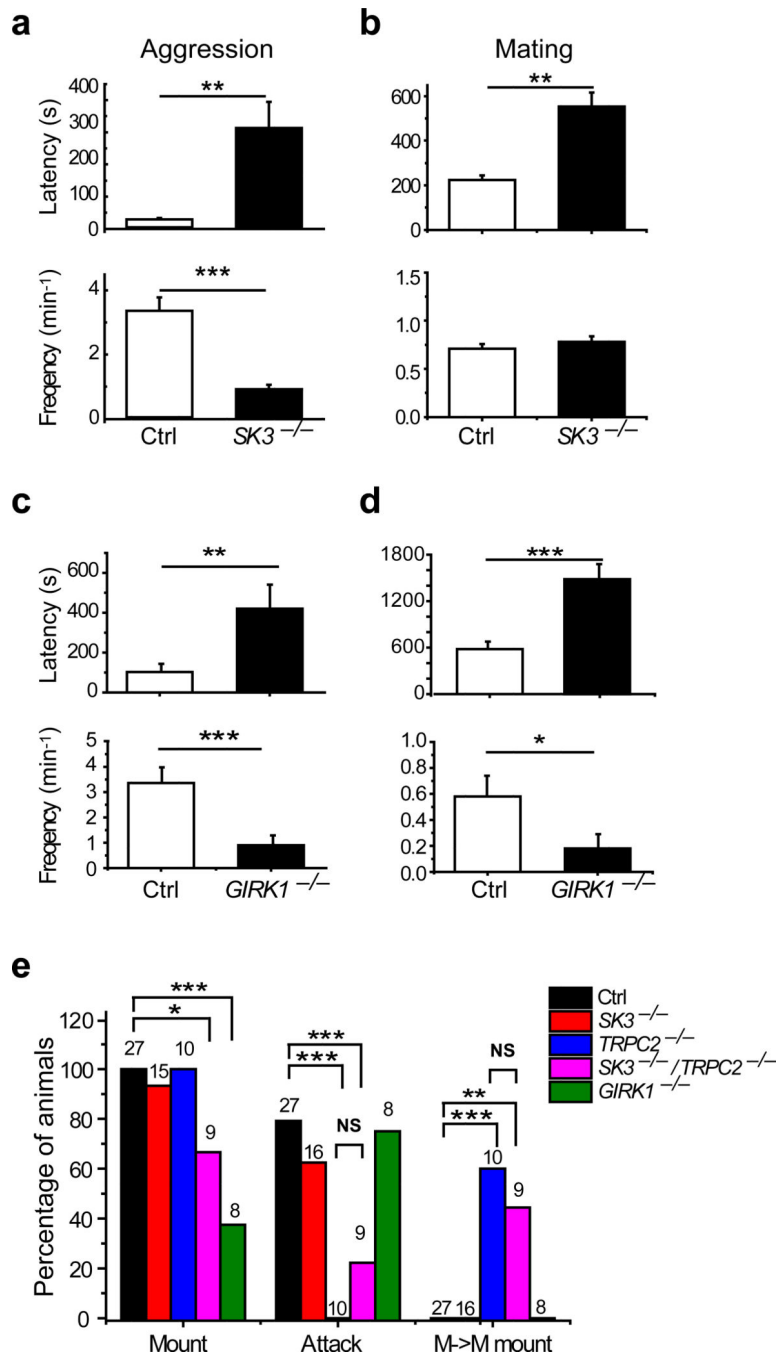 a
Aggression
**
400
300
200
100
0
Latency (s)
***
4
2
0
Freqency (min-1)
Ctrl
SK3 –/–
b
Mating
**
600
400
200
0
1.5
1.0
0.5
0.0
Ctrl
SK3 –/–
c
**
600
400
200
0
Latency (s)
***
5
4
3
2
1
0
Freqency (min-1)
Ctrl
GIRK1 –/–
d
***
1800
1200
600
0
*
1.0
0.8
0.6
0.4
0.2
0.0
Ctrl
GIRK1 –/–
e
Percentage of animals
120
100
80
60
40
20
0
***
*
27
15
10
9
8
Mount
***
***
NS
27
16
10
9
8
Attack
NS
**
***
27 16
10
9
8
M->M mount
Ctrl
SK3 –/–
TRPC2 –/–
SK3 –/– /TRPC2 –/–
GIRK1 –/–